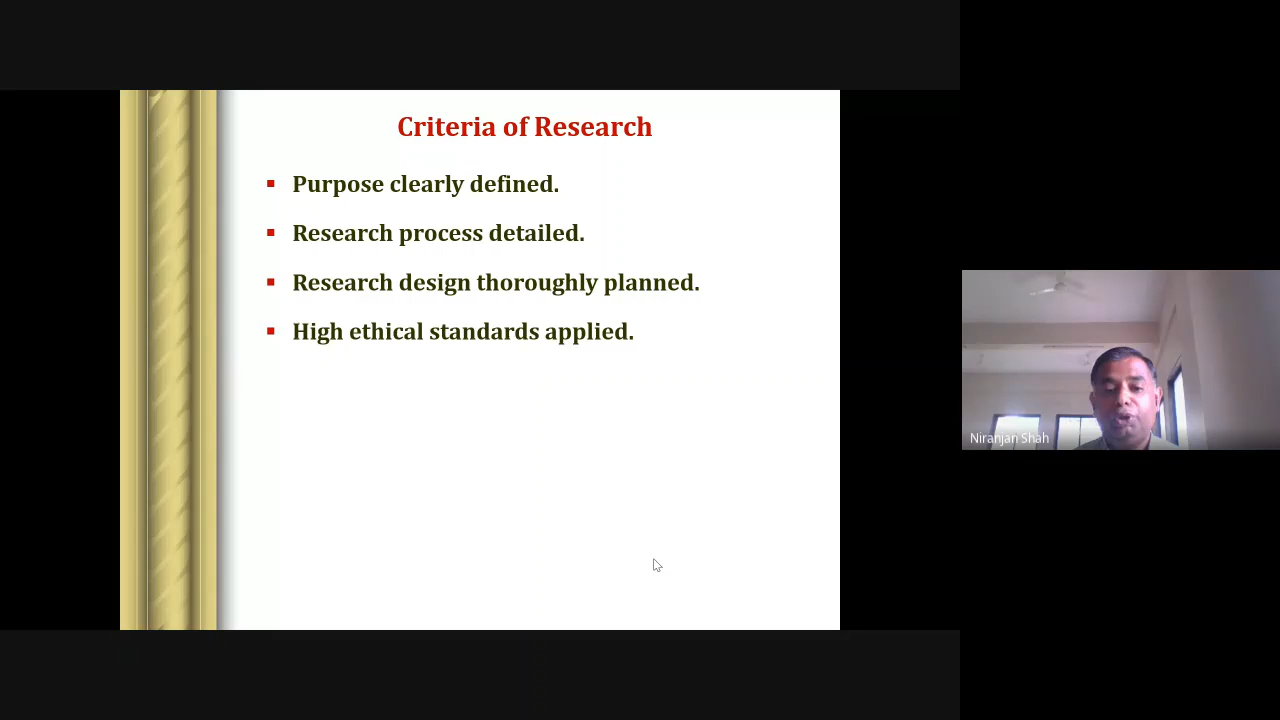 Criteria of Research
Purpose clearly defined.
Research process detailed.
Research design thoroughly planned.
High ethical standards applied.
Niranjan Shah